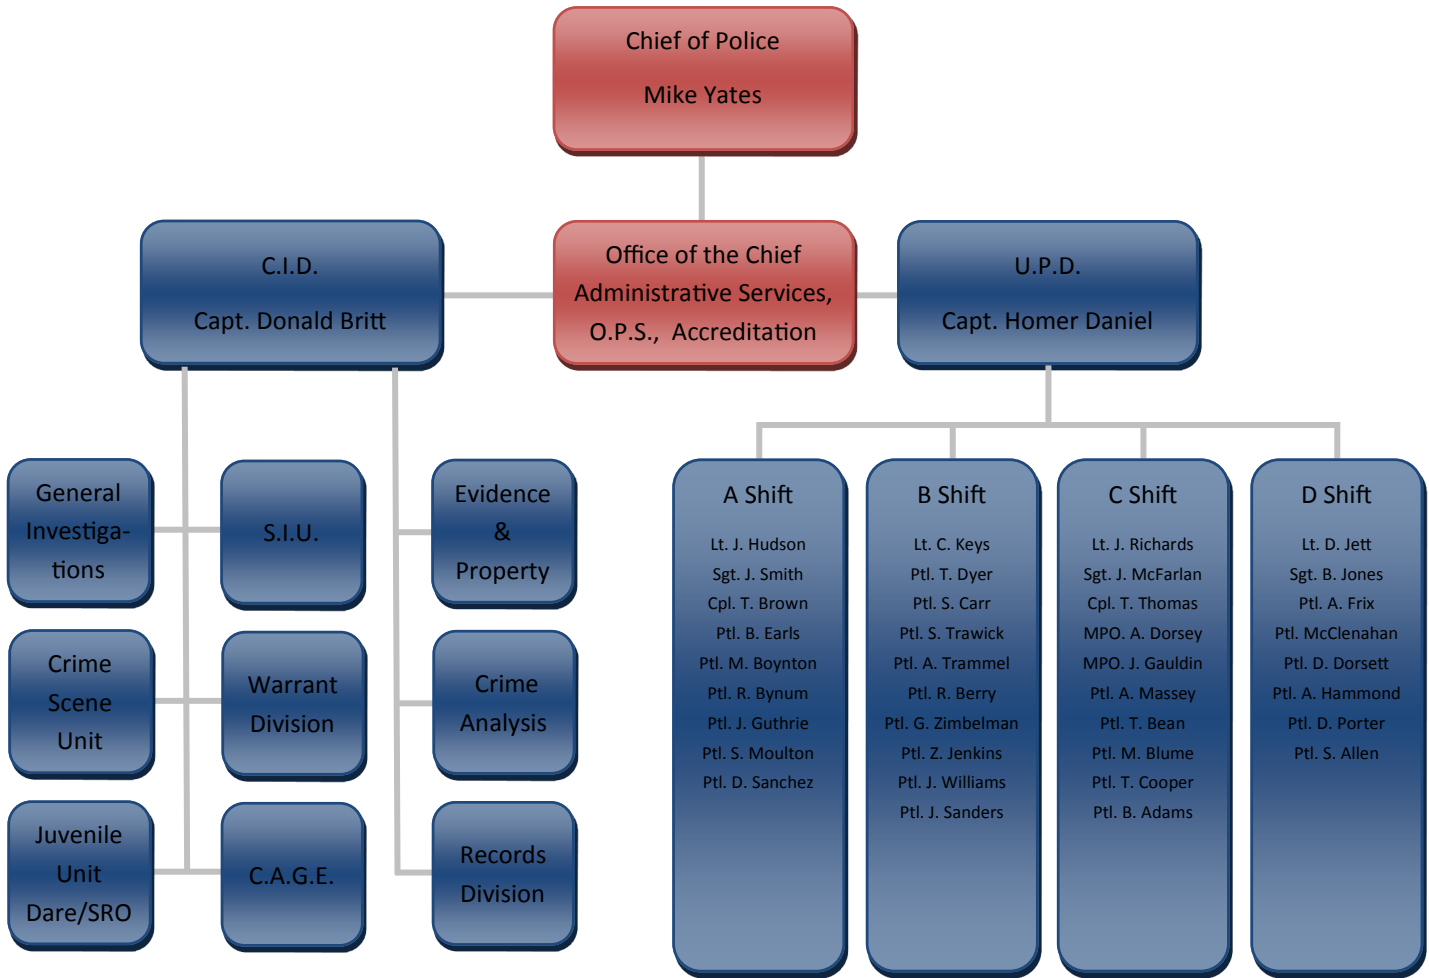 Chief of Police
Mike Yates
C.I.D.
Capt. Donald Britt
Office of the Chief
Administrative Services,
O.P.S., Accreditation
U.P.D.
Capt. Homer Daniel
General
Investiga-
tions
S.I.U.
Evidence
&
Property
Crime
Scene
Unit
Warrant
Division
Crime
Analysis
Juvenile
Unit
Dare/SRO
C.A.G.E.
Records
Division
A Shift
Lt. J. Hudson
Sgt. J. Smith
Cpl. T. Brown
Ptl. B. Earls
Ptl. M. Boynton
Ptl. R. Bynum
Ptl. J. Guthrie
Ptl. S. Moulton
Ptl. D. Sanchez
B Shift
Lt. C. Keys
Ptl. T. Dyer
Ptl. S. Carr
Ptl. S. Trawick
Ptl. A. Trammel
Ptl. R. Berry
Ptl. G. Zimbelman
Ptl. Z. Jenkins
Ptl. J. Williams
Ptl. J. Sanders
C Shift
Lt. J. Richards
Sgt. J. McFarlan
Cpl. T. Thomas
MPO. A. Dorsey
MPO. J. Gauldin
Ptl. A. Massey
Ptl. T. Bean
Ptl. M. Blume
Ptl. T. Cooper
Ptl. B. Adams
D Shift
Lt. D. Jett
Sgt. B. Jones
Ptl. A. Frix
Ptl. McClenahan
Ptl. D. Dorsett
Ptl. A. Hammond
Ptl. D. Porter
Ptl. S. Allen